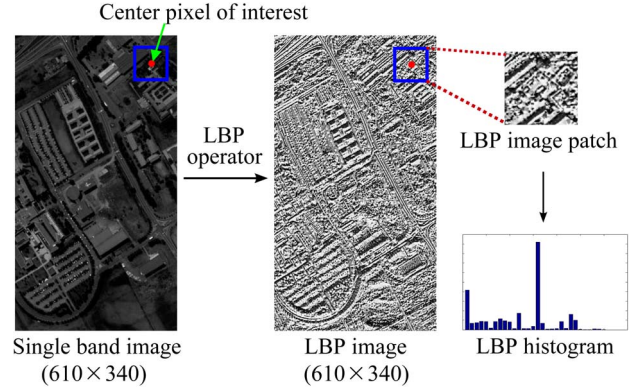 Center pixel of interest
LBP
operator
LBP image patch
Single band image
(610×340)
LBP image
(610×340)
LBP histogram